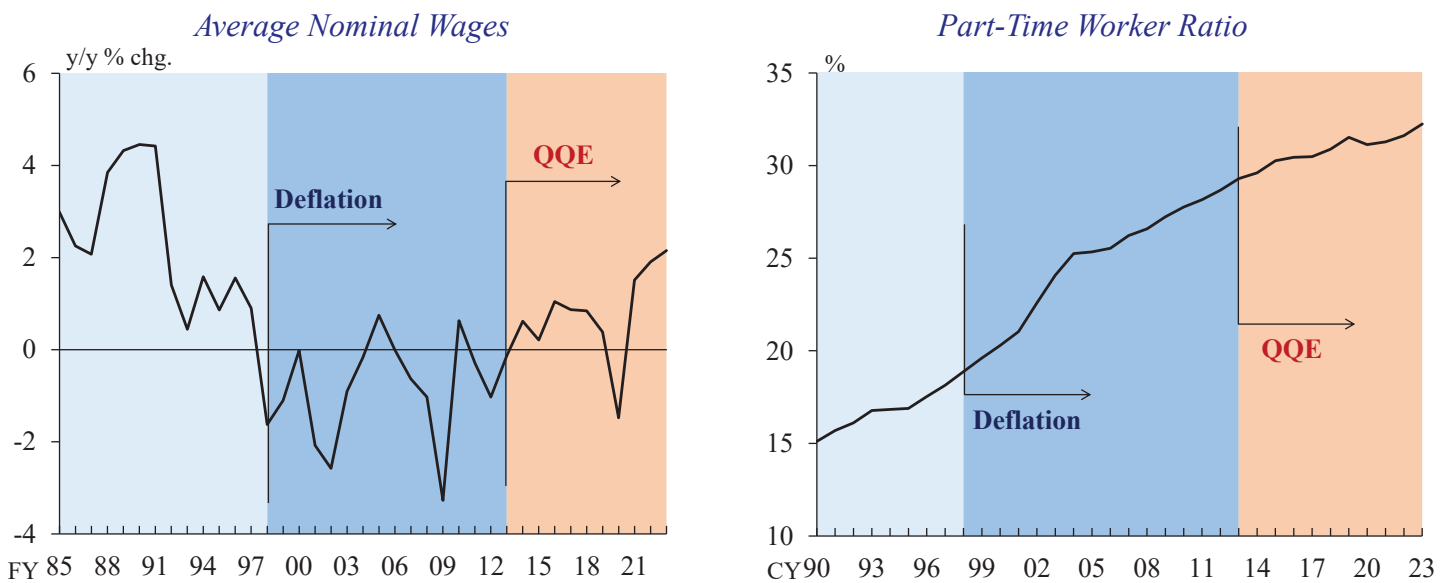 Average Nominal Wages
y/y % chg.
6
4
2
0
-2
-4
QQE
Deflation
FY 85 88 91 94 97 00 03 06 09 12 15 18 21
Part-Time Worker Ratio
%
35
30
25
20
15
10
QQE
Deflation
CY 90 93 96 99 02 05 08 11 14 17 20 23